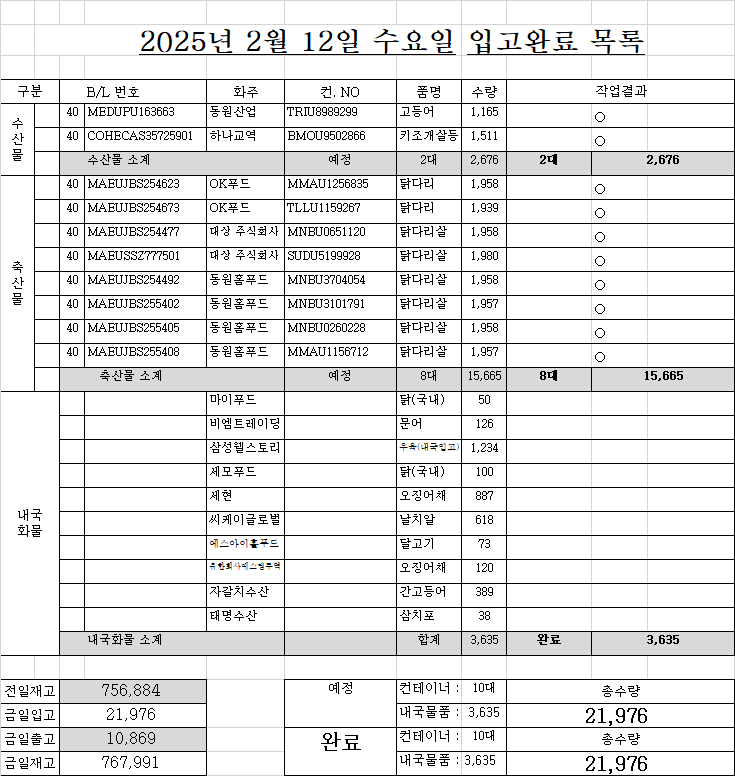 2025년 2월 12일 수요일 입고완료 목록
구분 B/L 번호 화주 컨. NO 품명 수량 작업결과
수산물
40 MEDUPU163663 동원산업 TRIU8989299 고등어 1,165 ○
40 COHECAS35725901 하나교역 BMOU9502866 키조개살등 1,511 ○
수산물 소계 예정 2대 2,676 2대 2,676
축산물
40 MAEUJBS254623 OK푸드 MMAU1256835 닭다리 1,958 ○
40 MAEUJBS254673 OK푸드 TLLU1159267 닭다리 1,939 ○
40 MAEUJBS254477 대상 주식회사 MNBU0651120 닭다리살 1,958 ○
40 MAEUSSZ777501 대상 주식회사 SUDU5199928 닭다리살 1,980 ○
40 MAEUJBS254492 동원홈푸드 MNBU3704054 닭다리살 1,958 ○
40 MAEUJBS255402 동원홈푸드 MNBU3101791 닭다리살 1,957 ○
40 MAEUJBS255405 동원홈푸드 MNBU0260228 닭다리살 1,958 ○
40 MAEUJBS255408 동원홈푸드 MMAU1156712 닭다리살 1,957 ○
축산물 소계 예정 8대 15,665 8대 15,665
내국
화물
마이푸드 닭(국내) 50
비엠트레이딩 문어 126
삼성웰스토리 우육(내국입고) 1,234
세모푸드 닭(국내) 100
세현 오징어채 887
씨케이글로벌 날치알 618
에스아이홀푸드 달고기 73
오징어채 120
자갈치수산 간고등어 389
태명수산 삼치포 38
내국화물 소계 합계 3,635 완료 3,635
전일재고 756,884 예정 컨테이너 : 10대 총수량
금일입고 21,976 내국물품 : 3,635 21,976
금일출고 10,869 완료 컨테이너 : 10대 총수량
금일재고 767,991 내국물품 : 3,635 21,976